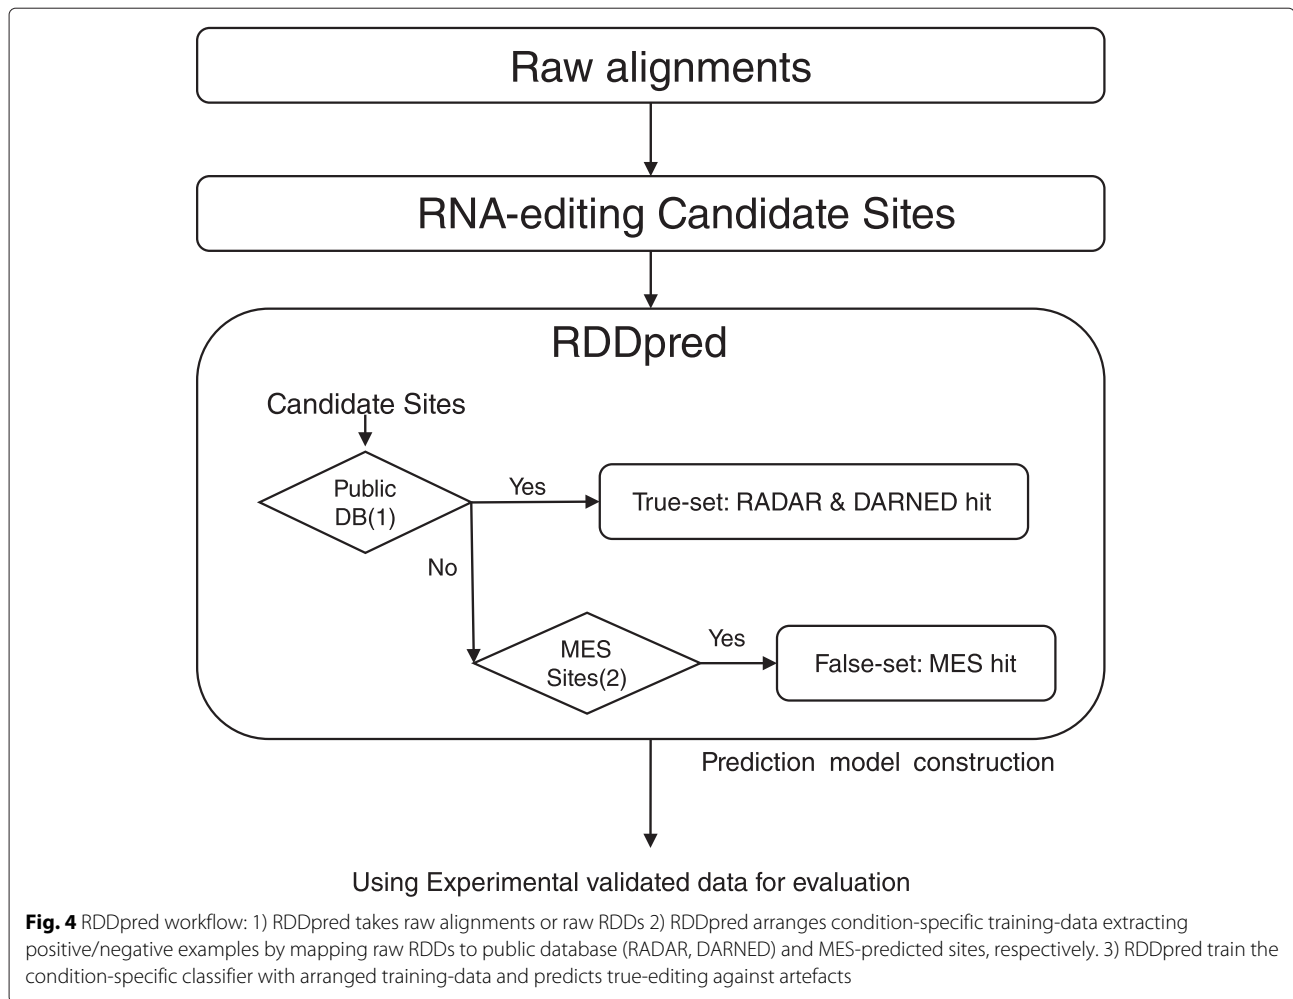 Raw alignments
RNA-editing Candidate Sites
RDDpred
Candidate Sites
Public
DB(1)
Yes
True-set: RADAR & DARNED hit
No
MES
Sites(2)
Yes
False-set: MES hit
Prediction model construction
Using Experimental validated data for evaluation
Fig. 4 RDDpred workflow: 1) RDDpred takes raw alignments or raw RDDs 2) RDDpred arranges condition-specific training-data extracting
positive/negative examples by mapping raw RDDs to public database (RADAR, DARNED) and MES-predicted sites, respectively. 3) RDDpred train the
condition-specific classifier with arranged training-data and predicts true-editing against artefacts